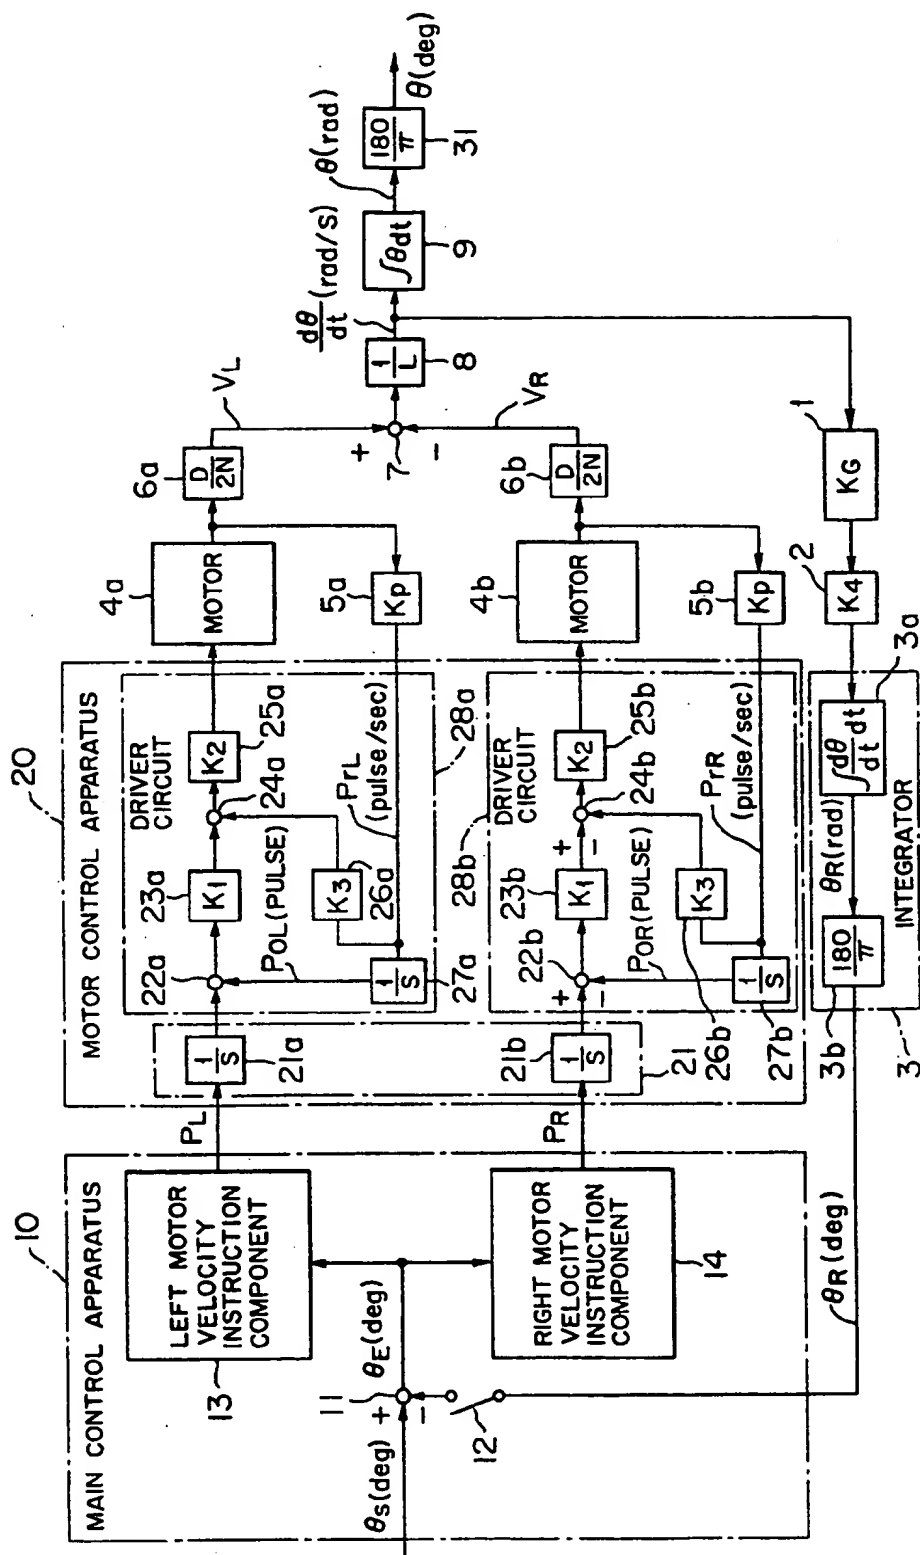 10
MAIN CONTROL APPARATUS
θS(deg)
+
-
11
12
θE(deg)
13
LEFT MOTOR
VELOCITY
INSTRUCTION
COMPONENT
RIGHT MOTOR
VELOCITY
INSTRUCTION
COMPONENT
14
θR(deg)
PL
PR
20
MOTOR CONTROL APPARATUS
1/S
21a
1/S
21b
21
DRIVER
CIRCUIT
22a
23a
K1
24a
K2
25a
K3
26a
POL(PULSE)
PrL
(pulse/sec)
1/S
27a
28a
DRIVER
CIRCUIT
22b
+
-
23b
K1
+
-
24b
K2
25b
K3
26b
POR(PULSE)
PrR
(pulse/sec)
1/S
27b
28b
4a
MOTOR
5a
Kp
6a
D/2N
VL
4b
MOTOR
5b
Kp
6b
D/2N
VR
+
-
7
1/L
8
dθ/dt (rad/s)
∫θdt
9
θ(rad)
180/π
31
θ(deg)
1
KG
2
K4
3a
∫dθ/dt dt
θR(rad)
180/π
3b
INTEGRATOR
3